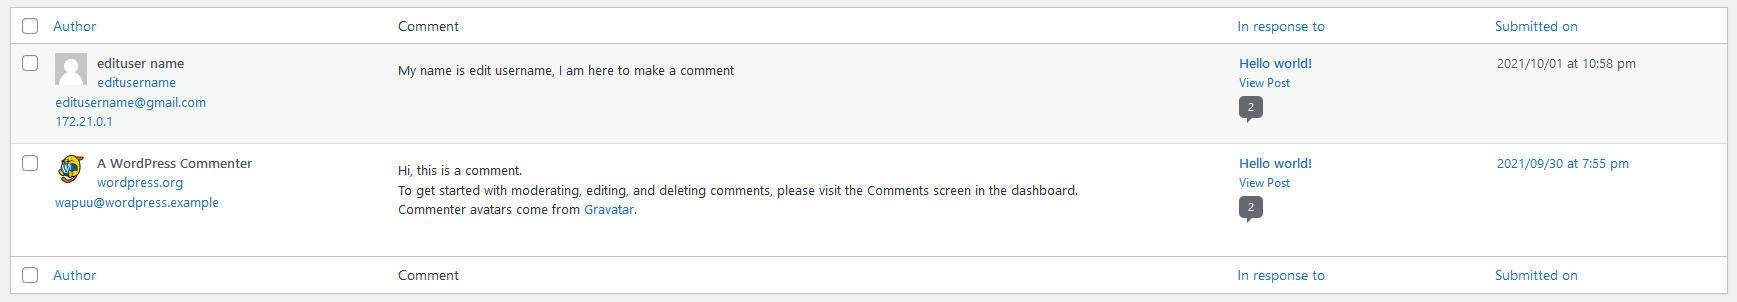 Author Comment In response to Submitted on
edituser name
editusername
editusername@gmail.com
172.21.0.1
My name is edit username, I am here to make a comment
Hello world!
View Post
2
2021/10/01 at 10:58 pm
A WordPress Commenter
wordpress.org
wapuu@wordpress.example
Hi, this is a comment.
To get started with moderating, editing, and deleting comments, please visit the Comments screen in the dashboard.
Commenter avatars come from Gravatar.
Hello world!
View Post
2
2021/09/30 at 7:55 pm
Author Comment In response to Submitted on